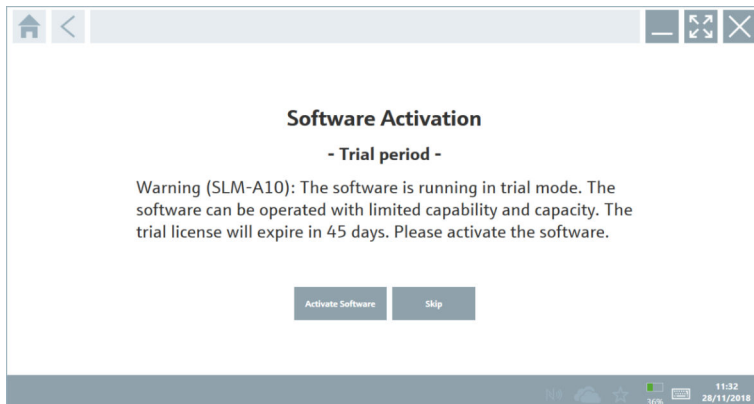 Software Activation
- Trial period -
Warning (SLM-A10): The software is running in trial mode. The
software can be operated with limited capability and capacity. The
trial license will expire in 45 days. Please activate the software.
Activate Software
Skip
36%
11:32
28/11/2018